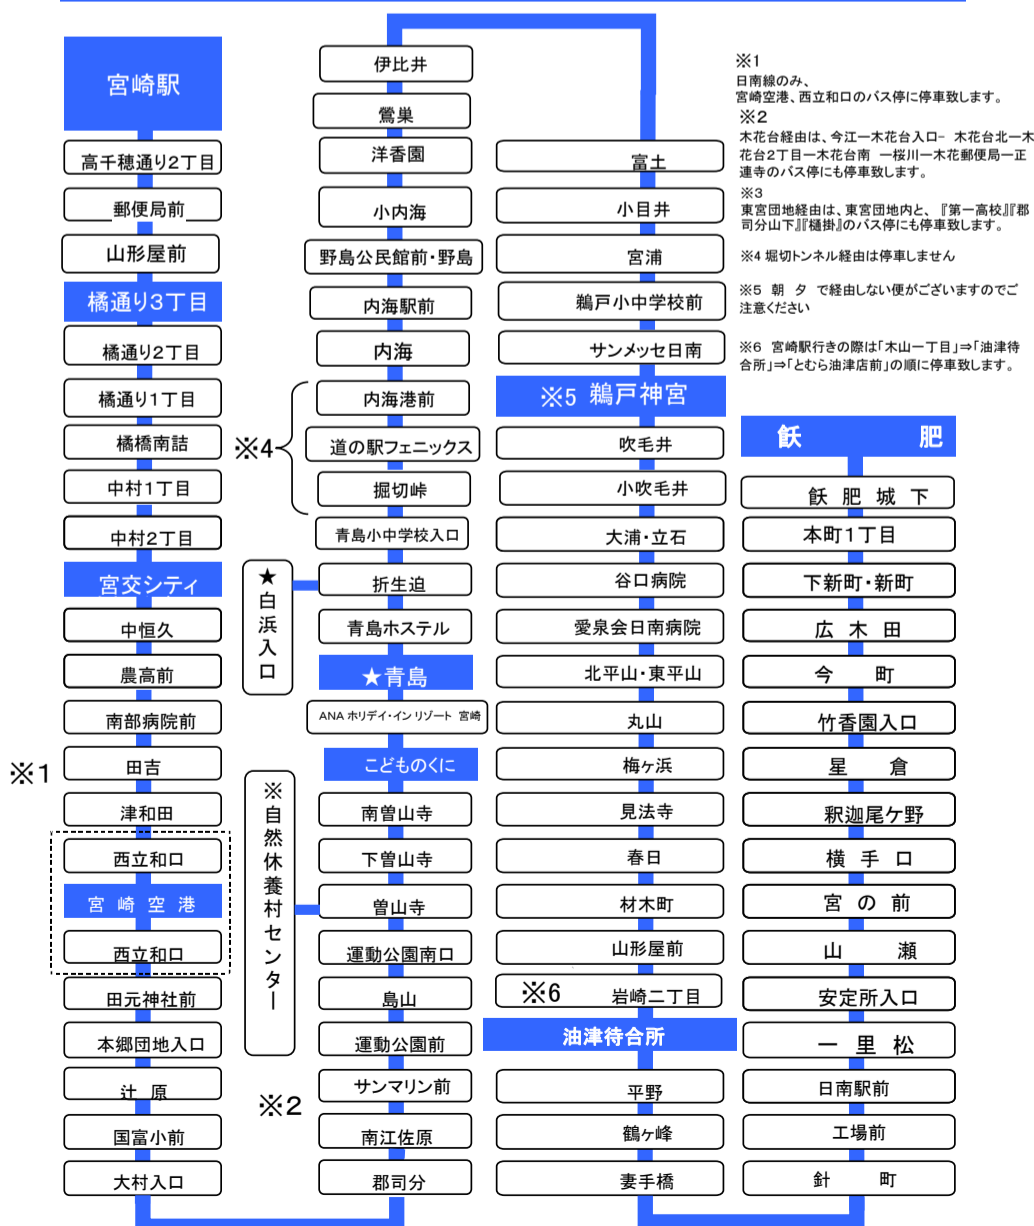 宮崎駅
高千穂通り2丁目
郵便局前
山形屋前
橘通り3丁目
橘通り2丁目
橘通り1丁目
橘橋南詰
中村1丁目
中村2丁目
宮交シティ
中恒久
農高前
南部病院前
※1
田吉
津和田
西立和口
宮崎空港
西立和口
田元神社前
本郷団地入口
辻原
国富小前
大村入口
伊比井
鶯巣
洋香園
小内海
野島公民館前・野島
内海駅前
内海
内海港前
※4
道の駅フェニックス
掘切峠
青島小中学校入口
★白浜入口
折生迫
青島ホステル
★青島
ANA ホリデイ・イン リゾート 宮崎
こどものくに
※自然休養村センター
南曽山寺
下曽山寺
曽山寺
運動公園南口
島山
運動公園前
※2
サンマリン前
南江佐原
郡司分
富土
小目井
宮浦
鵜戸小中学校前
サンメッセ日南
※5 鵜戸神宮
吹毛井
小吹毛井
大浦・立石
谷口病院
愛泉会日南病院
北平山・東平山
丸山
梅ヶ浜
見法寺
春日
材木町
山形屋前
※6 岩崎二丁目
油津待合所
平野
鶴ヶ峰
妻手橋
※1
日南線のみ、
宮崎空港、西立和口のバス停に停車致します。
※2
木花台経由は、今江ー木花台入口- 木花台北ー木
花台2丁目ー木花台南 ー桜川ー木花郵便局ー正
連寺のバス停にも停車致します。
※3
東宮団地経由は、東宮団地内と、『第一高校』『郡
司分山下』『樋掛』のバス停にも停車致します。
※4 堀切トンネル経由は停車しません
※5 朝 夕 で経由しない便がございますのでご
注意ください
※6 宮崎駅行きの際は「木山一丁目」⇒「油津待
合所」⇒「とむら油津店前」の順に停車致します。
飫肥
飫肥城下
本町1丁目
下新町・新町
広木田
今町
竹香園入口
星倉
釈迦尾ケ野
横手口
宮の前
山瀬
安定所入口
一里松
日南駅前
工場前
針町